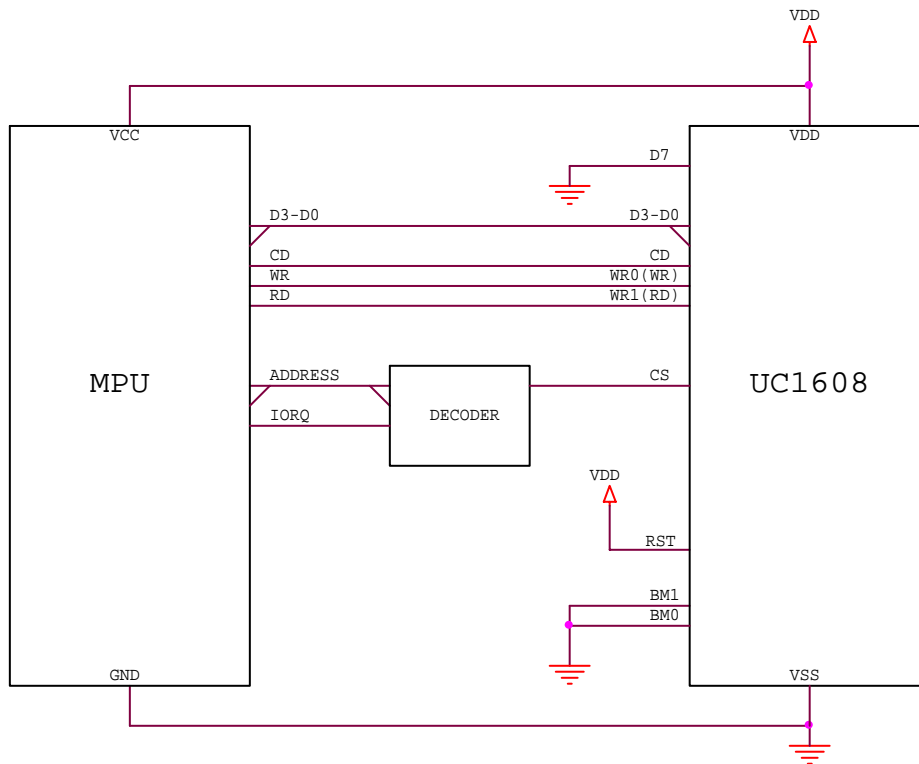 VDD
VCC
VDD
D7
D3-D0 D3-D0
CD CD
WR WR0(WR)
RD WR1(RD)
MPU
ADDRESS
CS
UC1608
IORQ
DECODER
VDD
RST
BM1
BM0
GND
VSS